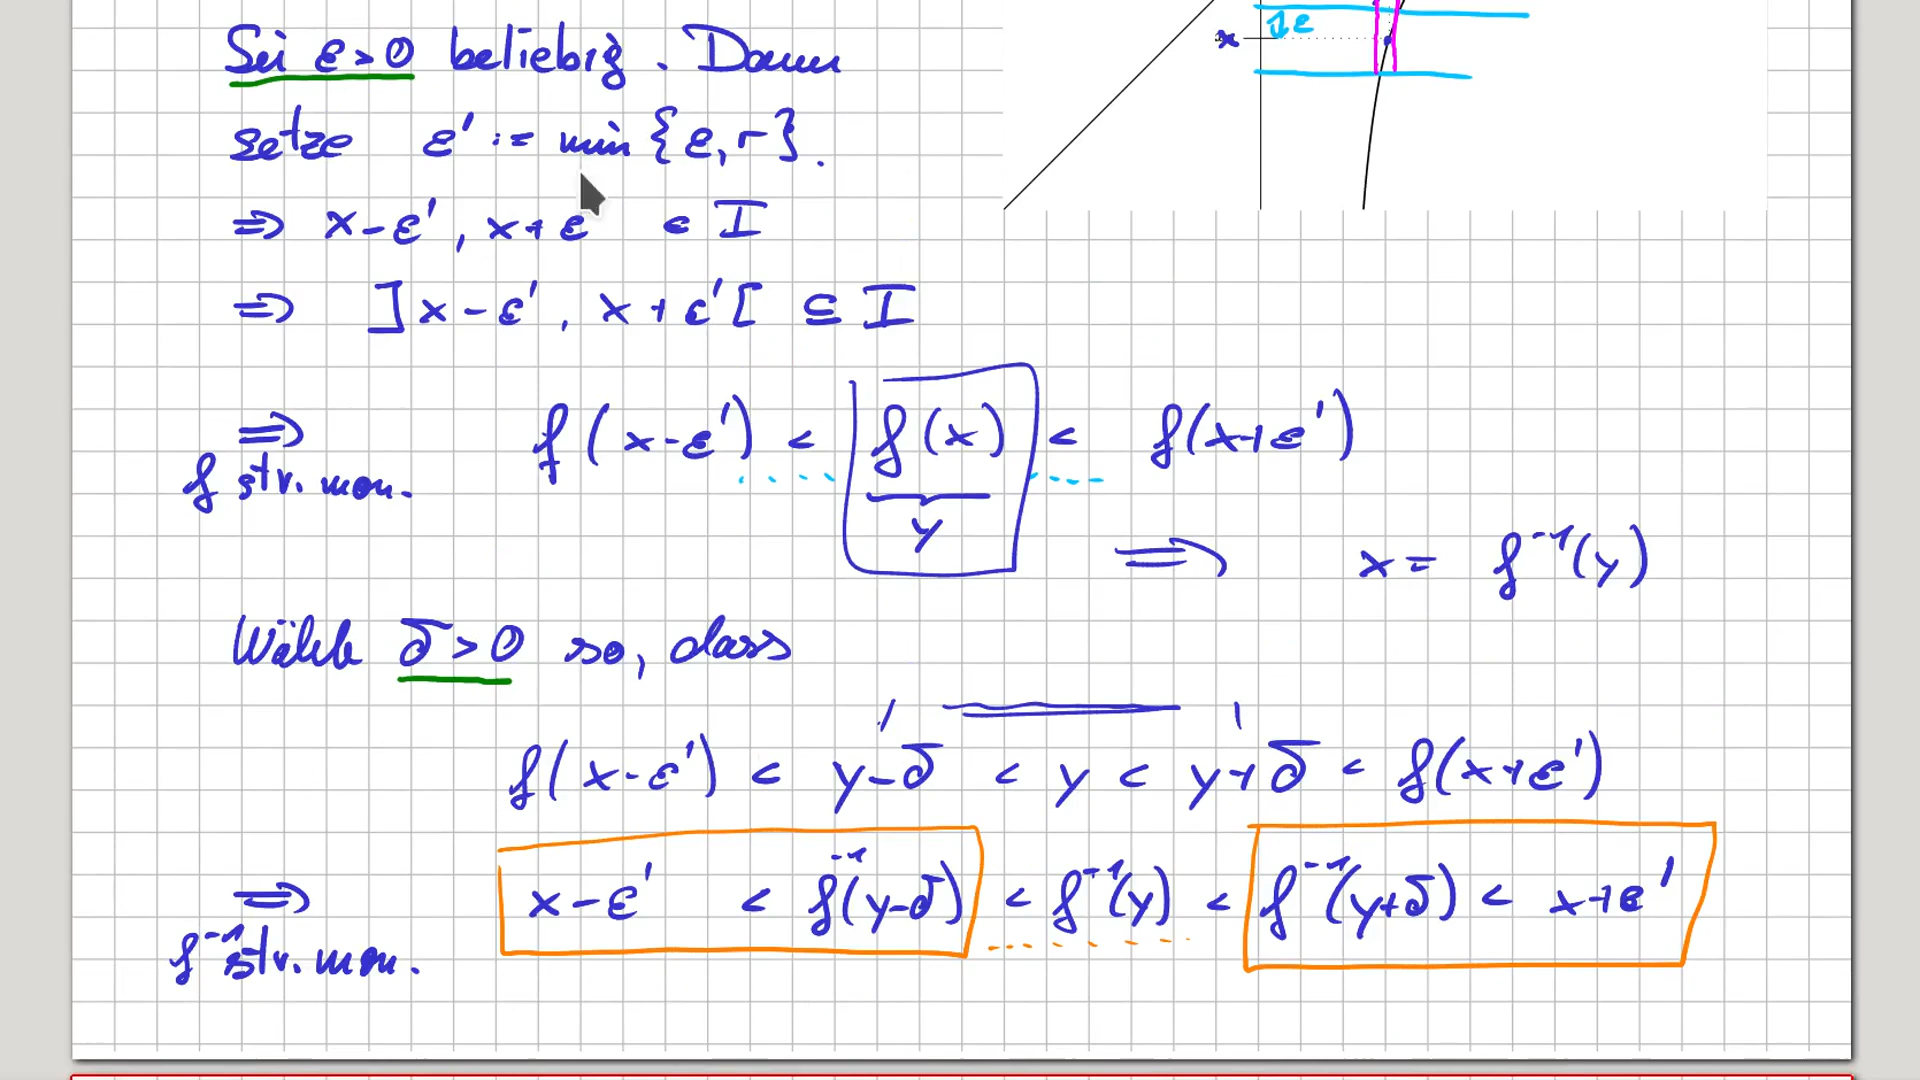 Sei ε > 0 beliebig. Dann
setze ε' := min {ε, r}.
⇒ x-ε', x+ε' ∈ I
⇒ ]x-ε', x+ε'[ ⊆ I
⇒ f(x-ε') < f(x) < f(x+ε')
f str. mon.
y
⇒ x = f⁻¹(y)
Wähle δ > 0 so, dass
f(x-ε') < y-δ < y < y+δ < f(x+ε')
⇒ x-ε' < f⁻¹(y-δ) < f⁻¹(y) < f⁻¹(y+δ) < x+ε'
f⁻¹ str. mon.
ε
x